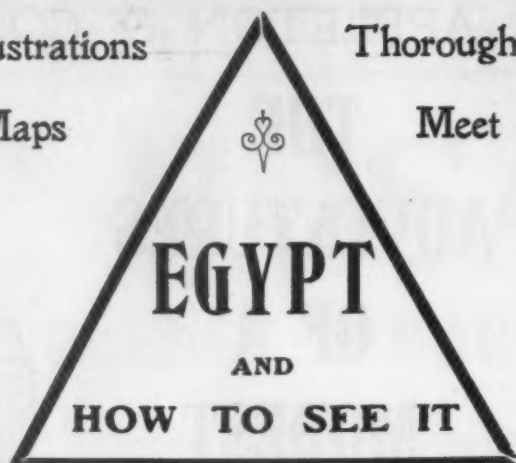 ustrations Thorough
Maps Meet
EGYPT
AND
HOW TO SEE IT